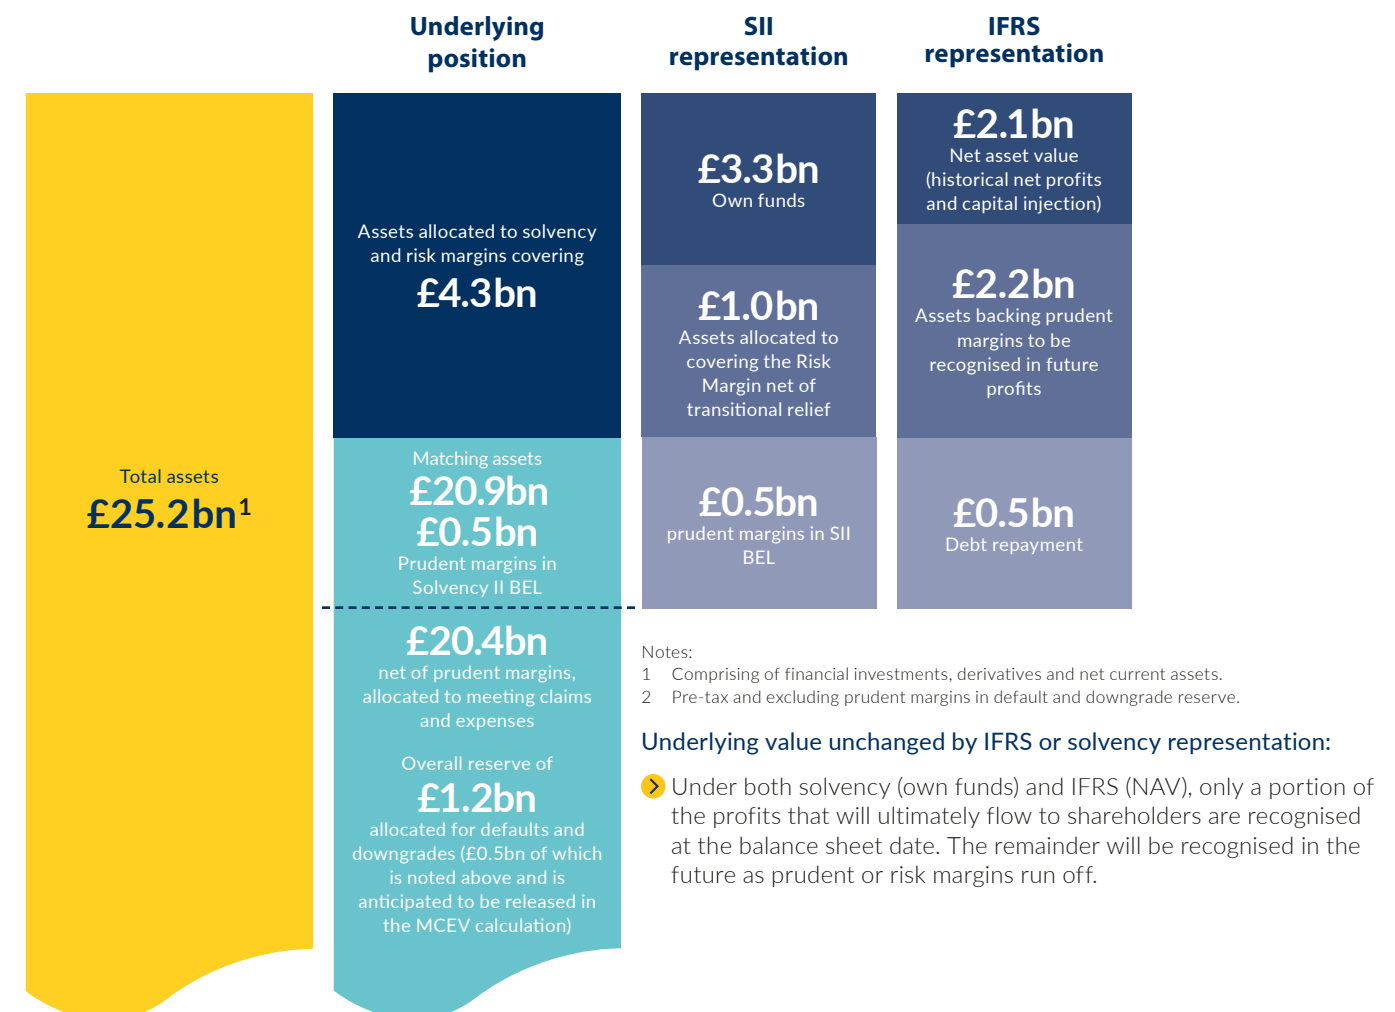 Underlying
position
SII
representation
IFRS
representation
Total assets
£25.2bn¹
Assets allocated to solvency
and risk margins covering
£4.3bn
Matching assets
£20.9bn
£0.5bn
Prudent margins in
Solvency II BEL
£20.4bn
net of prudent margins,
allocated to meeting claims
and expenses
Overall reserve of
£1.2bn
allocated for defaults and
downgrades (£0.5bn of which
is noted above and is
anticipated to be released in
the MCEV calculation)
£3.3bn
Own funds
£1.0bn
Assets allocated to
covering the Risk
Margin net of
transitional relief
£0.5bn
prudent margins in SII
BEL
£2.1bn
Net asset value
(historical net profits
and capital injection)
£2.2bn
Assets backing prudent
margins to be
recognised in future
profits
£0.5bn
Debt repayment
Notes:
1 Comprising of financial investments, derivatives and net current assets.
2 Pre-tax and excluding prudent margins in default and downgrade reserve.
Underlying value unchanged by IFRS or solvency representation:
Under both solvency (own funds) and IFRS (NAV), only a portion of
the profits that will ultimately flow to shareholders are recognised
at the balance sheet date. The remainder will be recognised in the
future as prudent or risk margins run off.